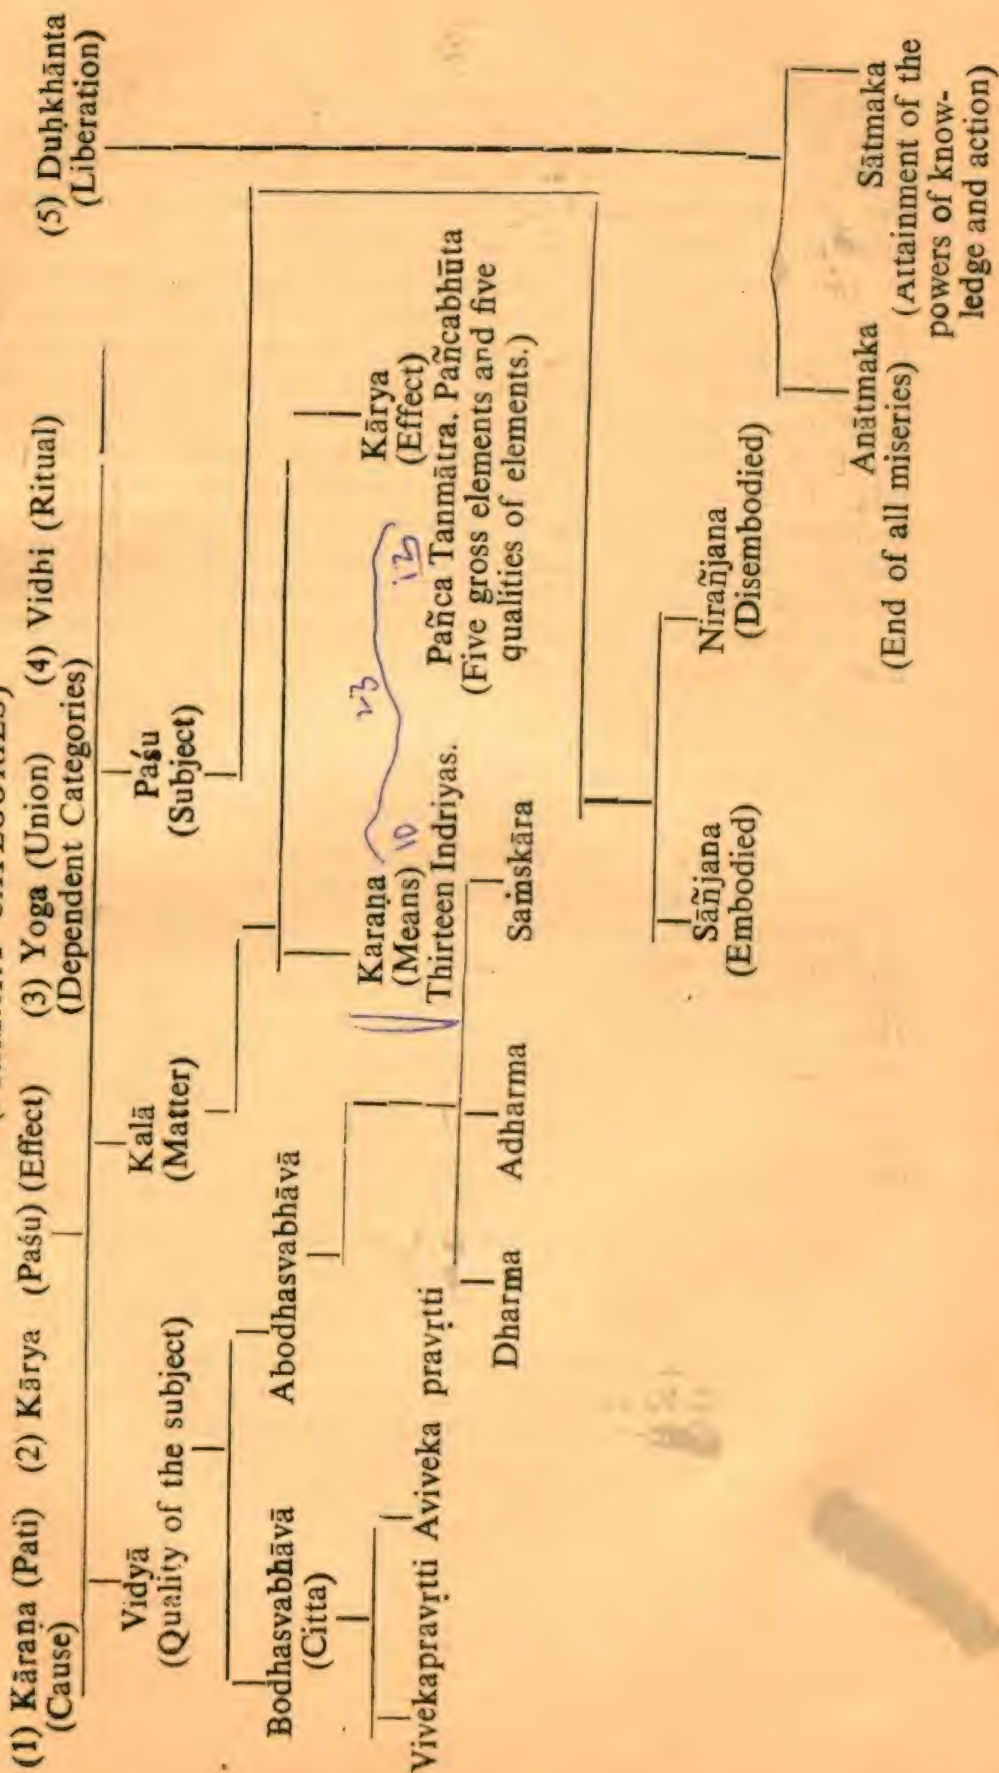 (1) Kāraṇa (Pati) (2) Kārya (Paśu) (Effect) (3) Yoga (Union) (4) Vidhi (Ritual) (5) Duḥkhānta
(Cause) (Dependent Categories) (Liberation)
Vidyā Kalā Paśu
(Quality of the subject) (Matter) (Subject)
Bodhasvabhāvā Abodhasvabhāvā
(Citta)
Karaṇa Kārya
(Means) 10 (Effect)
23
13
Thirteen Indriyas. Pañca Tanmātra. Pañcabhūta
(Five gross elements and five
qualities of elements.)
Vivekapravṛtti Aviveka pravṛtti
Dharma Adharma Saṁskāra
Sāñjana Nirañjana
(Embodied) (Disembodied)
Anātmaka Sātmaka
(End of all miseries) (Attainment of the
powers of know-
ledge and action)